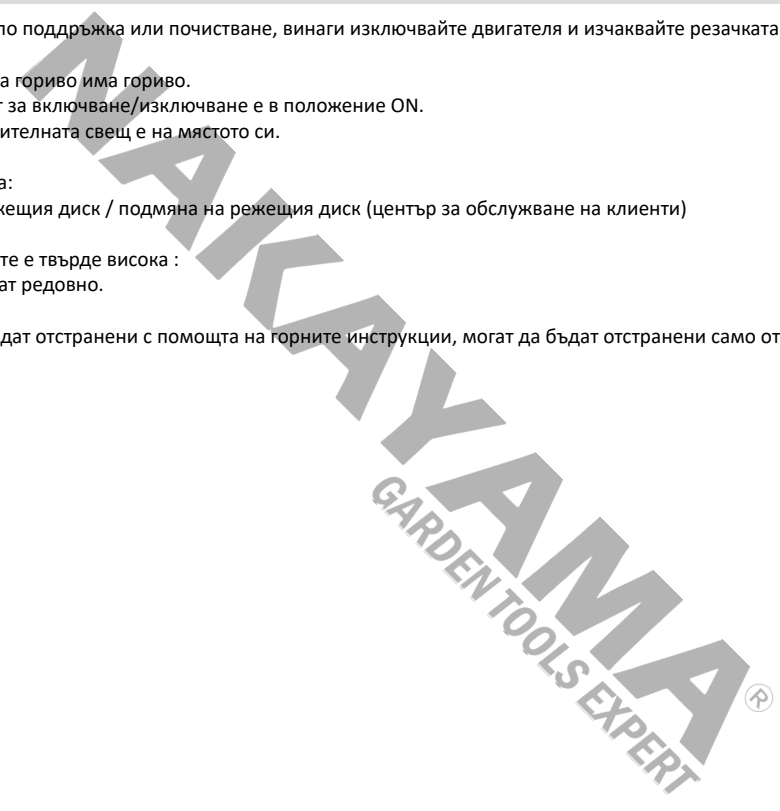 по поддръжка или почистване, винаги изключвайте двигателя и изчаквайте резачката
а гориво има гориво.
т за включване/изключване е в положение ON.
ителната свещ е на мястото си.
а:
жещия диск / подмяна на режещия диск (център за обслужване на клиенти)
те е твърде висока :
ат редовно.
дат отстранени с помощта на горните инструкции, могат да бъдат отстранени само от
NAKAYAMA®
GARDEN TOOLS EXPERT